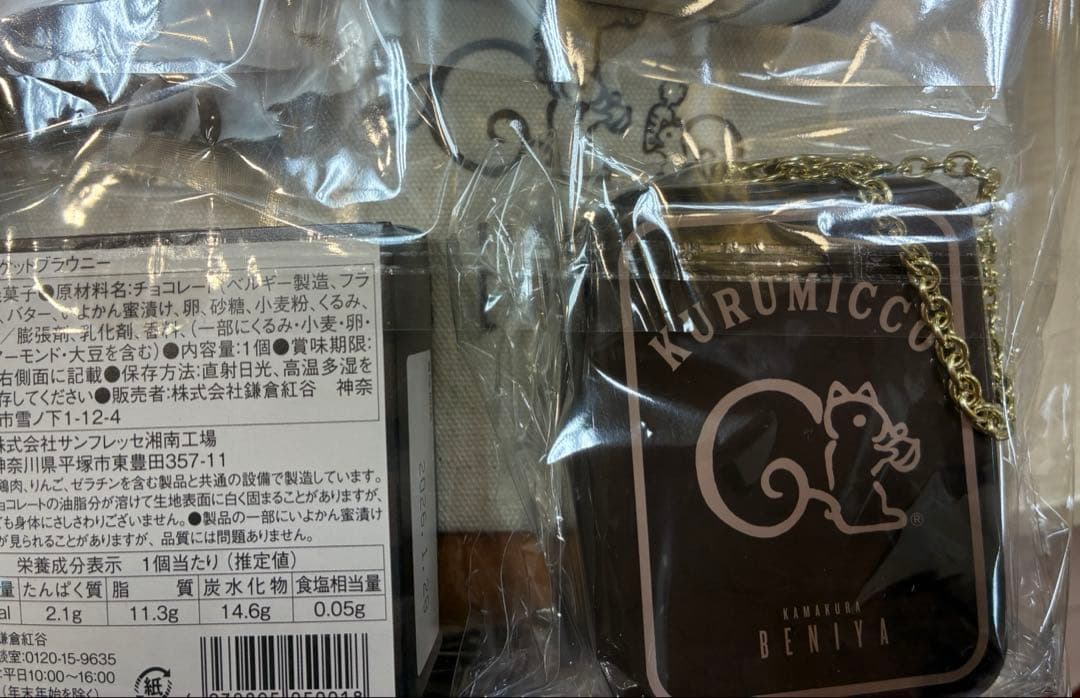 ケットブラウニー
菓子●原材料名:チョコレート(ベルギー製造、フラ
、バター、いよかん蜜漬け、卵、砂糖、小麦粉、くるみ、
/膨張剤、乳化剤、香料、(一部にくるみ・小麦・卵・
アーモンド・大豆を含む)●内容量:1個●賞味期限:
右側面に記載●保存方法:直射日光、高温多湿を
存してください●販売者:株式会社鎌倉紅谷 神奈
市雪ノ下1-12-4
株式会社サンフレッセ湘南工場
神奈川県平塚市東豊田357-11
鶏肉、りんご、ゼラチンを含む製品と共通の設備で製造しています。
ョコレートの油脂分が溶けて生地表面に白く固まることがありますが、
ても身体にさしさわりございません。●製品の一部にいよかん蜜漬け
が見られることがありますが、品質には問題ありません。
栄養成分表示 1個当たり(推定値)
量 たんぱく質 脂質 炭水化物 食塩相当量
al 2.1g 11.3g 14.6g 0.05g
鎌倉紅谷
談室:0120-15-9635
平日10:00〜16:00
(年末年始を除く)
紙
2026.1.26
KURUMICCO
®
KAMAKURA
BENIYA